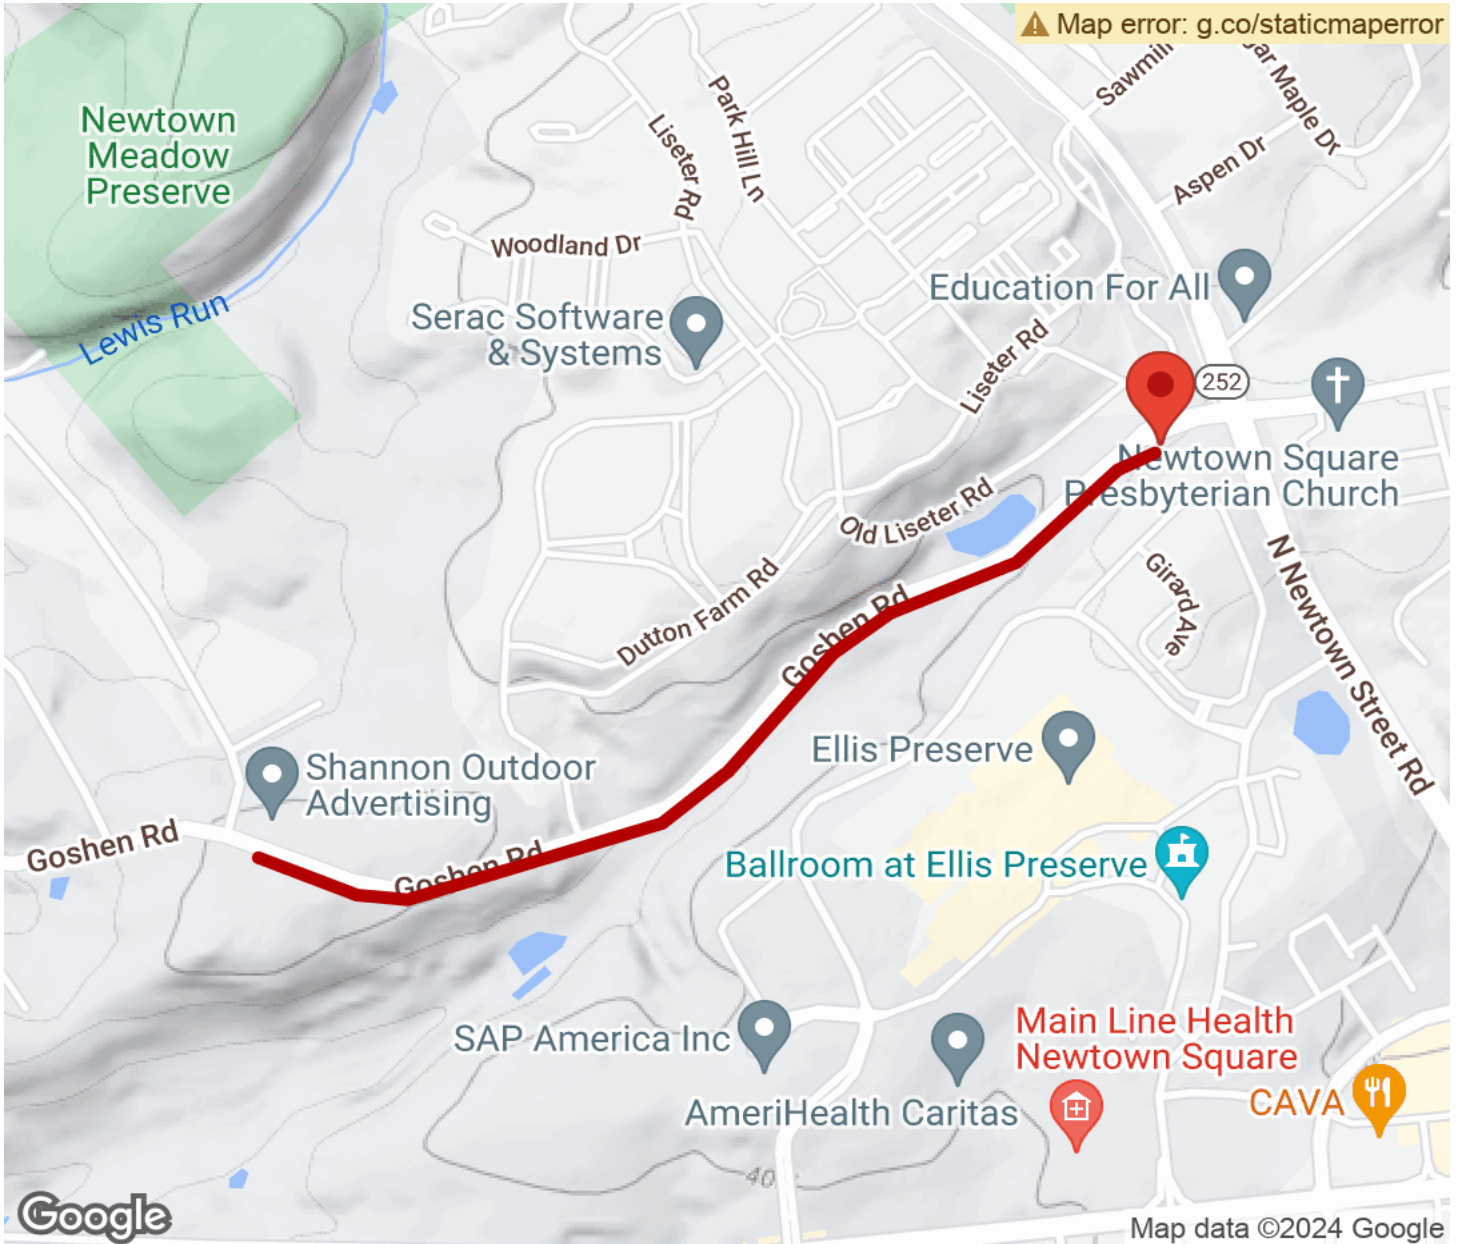 Map error: g.co/staticmaperror
Sawmill
ar Maple Dr
Aspen Dr
Newtown
Meadow
Preserve
Park Hill Ln
Liseter Rd
Woodland Dr
Lewis Run
Serac Software
& Systems
Education For All
Liseter Rd
252
Newtown Square
Presbyterian Church
Old Liseter Rd
Girard Ave
N Newtown Street Rd
Dutton Farm Rd
Goshen Rd
Ellis Preserve
Shannon Outdoor
Advertising
Goshen Rd
Goshen Rd
Ballroom at Ellis Preserve
SAP America Inc
Main Line Health
Newtown Square
AmeriHealth Caritas
CAVA
Google
Map data ©2024 Google